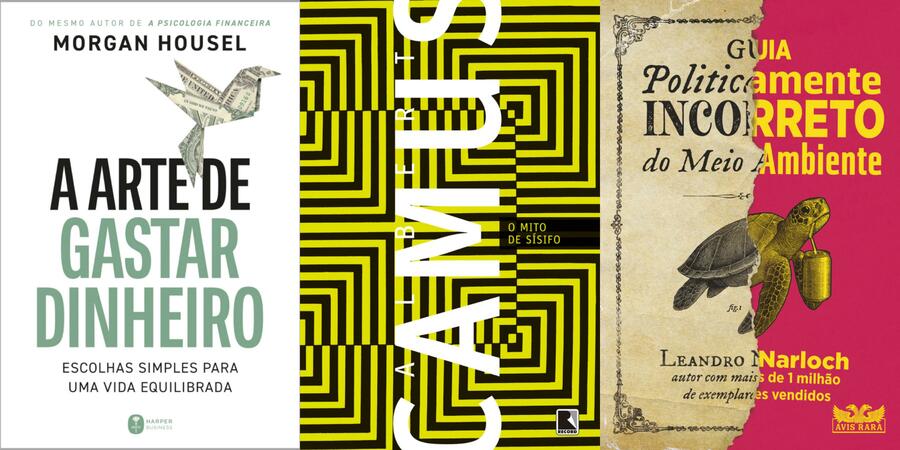 DO MESMO AUTOR DE A PSICOLOGIA FINANCEIRA
MORGAN HOUSEL
A ARTE DE
GASTAR
DINHEIRO
ESCOLHAS SIMPLES PARA
UMA VIDA EQUILIBRADA
HARPER
BUSINESS
ALBERT
CAMUS
O MITO
DE SÍSIFO
RECORD
GUIA
Politicamente
INCORRETO
do Meio Ambiente
fig.1
LEANDRO Narloch
autor com mais de 1 milhão
de exemplares vendidos
AVIS RARA